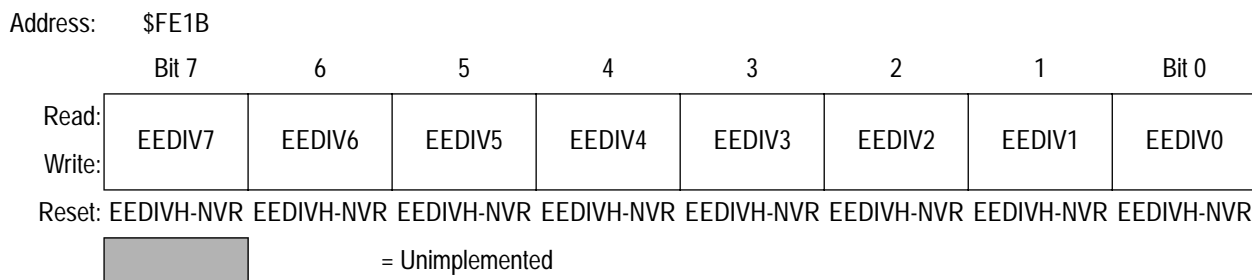 Address: $FE1B
Bit 7 6 5 4 3 2 1 Bit 0
Read:
EEDIV7 EEDIV6 EEDIV5 EEDIV4 EEDIV3 EEDIV2 EEDIV1 EEDIV0
Write:
Reset: EEDIVH-NVR EEDIVH-NVR EEDIVH-NVR EEDIVH-NVR EEDIVH-NVR EEDIVH-NVR EEDIVH-NVR EEDIVH-NVR
= Unimplemented